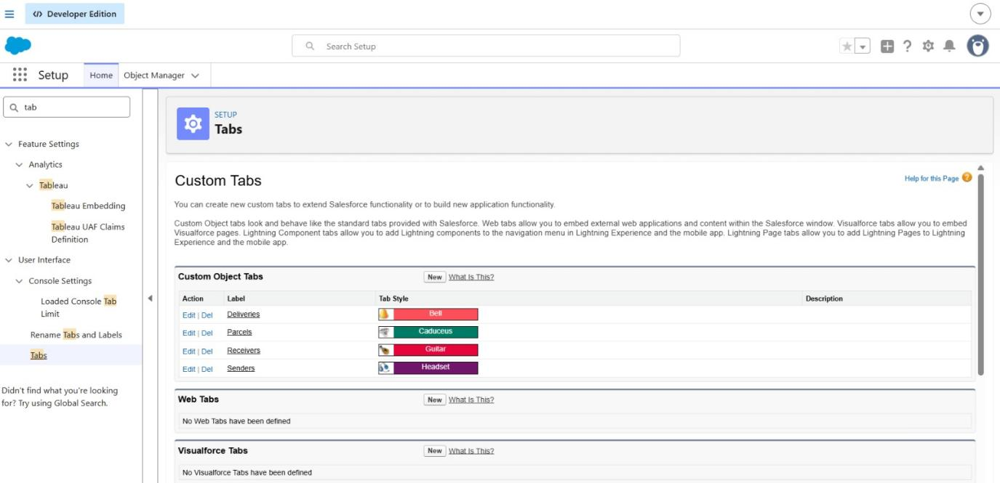 Developer Edition
Search Setup
Setup
Home
Object Manager
tab
Feature Settings
Analytics
Tableau
Tableau Embedding
Tableau UAF Claims
Definition
User Interface
Console Settings
Loaded Console Tab
Limit
Rename Tabs and Labels
Tabs
Didn't find what you're looking
for? Try using Global Search.
SETUP
Tabs
Custom Tabs
Help for this Page
You can create new custom tabs to extend Salesforce functionality or to build new application functionality.
Custom Object tabs look and behave like the standard tabs provided with Salesforce. Web tabs allow you to embed external web applications and content within the Salesforce window. Visualforce tabs allow you to embed
Visualforce pages. Lightning Component tabs allow you to add Lightning components to the navigation menu in Lightning Experience and the mobile app. Lightning Page tabs allow you to add Lightning Pages to Lightning
Experience and the mobile app.
Custom Object Tabs New What Is This?
Action Label Tab Style Description
Edit | Del Deliveries Bell
Edit | Del Parcels Caduceus
Edit | Del Receivers Guitar
Edit | Del Senders Headset
Web Tabs New What Is This?
No Web Tabs have been defined
Visualforce Tabs New What Is This?
No Visualforce Tabs have been defined